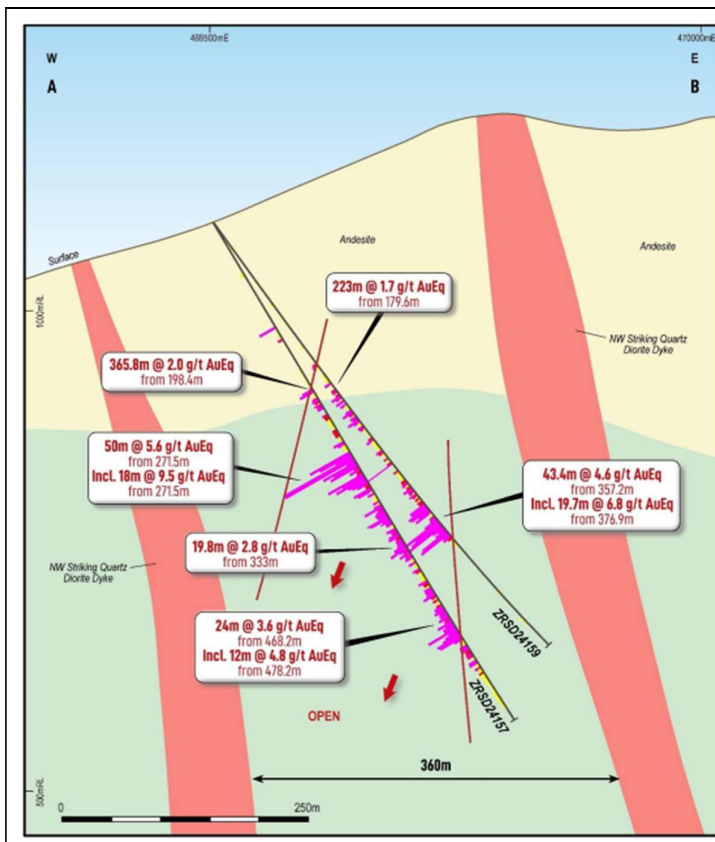 469500mE
470000mE
W
E
A
B
Andesite
Andesite
Surface
223m @ 1.7 g/t AuEq
from 179.6m
1000mRL
NW Striking Quartz
Diorite Dyke
365.8m @ 2.0 g/t AuEq
from 198.4m
50m @ 5.6 g/t AuEq
from 271.5m
Incl. 18m @ 9.5 g/t AuEq
from 271.5m
43.4m @ 4.6 g/t AuEq
from 357.2m
Incl. 19.7m @ 6.8 g/t AuEq
from 376.9m
19.8m @ 2.8 g/t AuEq
from 333m
NW Striking Quartz
Diorite Dyke
24m @ 3.6 g/t AuEq
from 468.2m
Incl. 12m @ 4.8 g/t AuEq
from 478.2m
ZRSD24159
ZRSD24157
OPEN
360m
500mRL
0
250m